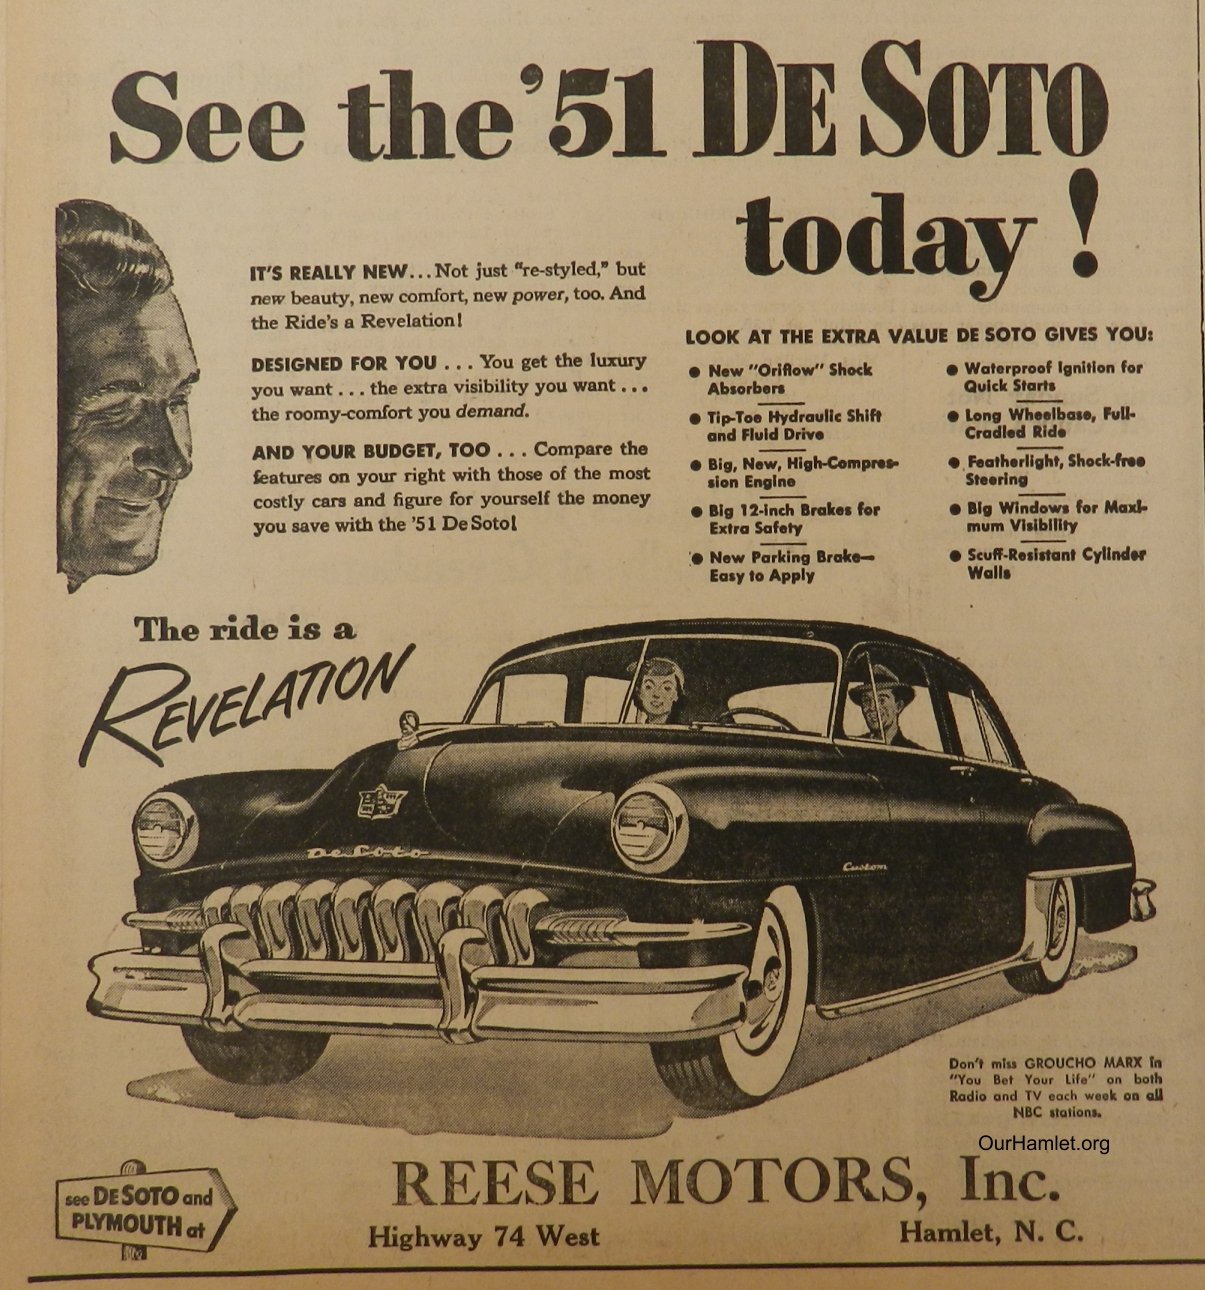 See the '51 DE SOTO
today!
IT'S REALLY NEW...Not just "re-styled," but
new beauty, new comfort, new power, too. And
the Ride's a Revelation!
DESIGNED FOR YOU ... You get the luxury
you want ... the extra visibility you want ...
the roomy-comfort you demand.
AND YOUR BUDGET, TOO ... Compare the
features on your right with those of the most
costly cars and figure for yourself the money
you save with the '51 De Soto!
LOOK AT THE EXTRA VALUE DE SOTO GIVES YOU:
● New "Oriflow" Shock
Absorbers
● Tip-Toe Hydraulic Shift
and Fluid Drive
● Big, New, High-Compres-
sion Engine
● Big 12-inch Brakes for
Extra Safety
● New Parking Brake—
Easy to Apply
● Waterproof Ignition for
Quick Starts
● Long Wheelbase, Full-
Cradled Ride
● Featherlight, Shock-free
Steering
● Big Windows for Maxi-
mum Visibility
● Scuff-Resistant Cylinder
Walls
The ride is a
REVELATION
De Soto
Custom
Don't miss GROUCHO MARX in
"You Bet Your Life" on both
Radio and TV each week on all
NBC stations.
OurHamlet.org
see DE SOTO and
PLYMOUTH at
REESE MOTORS, Inc.
Highway 74 West
Hamlet, N. C.